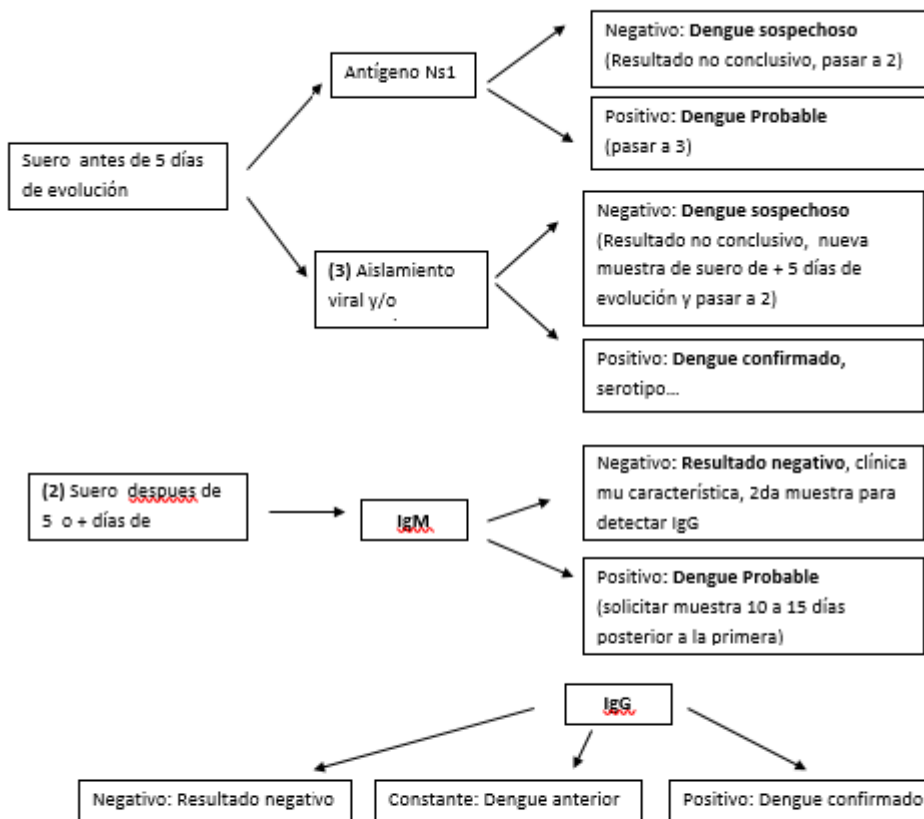 Antígeno Ns1
Negativo: Dengue sospechoso
(Resultado no conclusivo, pasar a 2)
Positivo: Dengue Probable
(pasar a 3)
Suero antes de 5 días
de evolución
(3) Aislamiento
viral y/o
Negativo: Dengue sospechoso
(Resultado no conclusivo, nueva
muestra de suero de + 5 días de
evolución y pasar a 2)
Positivo: Dengue confirmado,
serotipo...
(2) Suero despues de
5 o + días de
IgM
Negativo: Resultado negativo, clínica
mu característica, 2da muestra para
detectar IgG
Positivo: Dengue Probable
(solicitar muestra 10 a 15 días
posterior a la primera)
IgG
Negativo: Resultado negativo
Constante: Dengue anterior
Positivo: Dengue confirmado